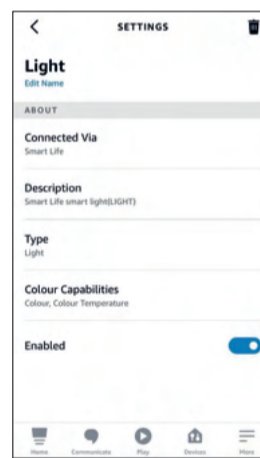 SETTINGS
Light
Edit Name
ABOUT
Connected Via
Smart Life
Description
Smart Life smart light(LIGHT)
Type
Light
Colour Capabilities
Colour, Colour Temperature
Enabled
Home Communicate Play Devices More